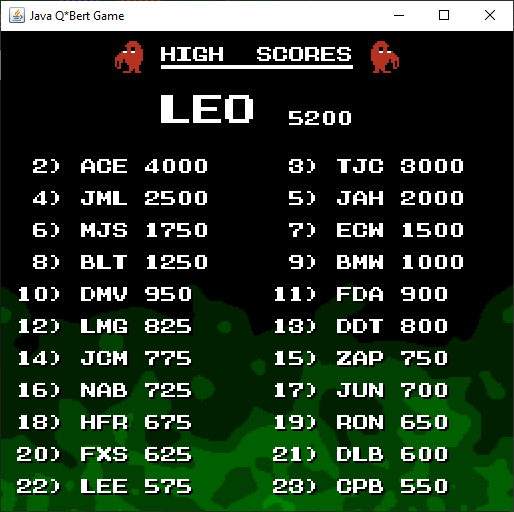 Java Q*Bert Game
HIGH SCORES
LEO 5200
2) ACE 4000 3) TJC 3000
4) JML 2500 5) JAH 2000
6) MJS 1750 7) ECW 1500
8) BLT 1250 9) BMW 1000
10) DMV 950 11) FDA 900
12) LMG 825 13) DDT 800
14) JCM 775 15) ZAP 750
16) NAB 725 17) JUN 700
18) HFR 675 19) RON 650
20) FXS 625 21) DLB 600
22) LEE 575 23) CPB 550